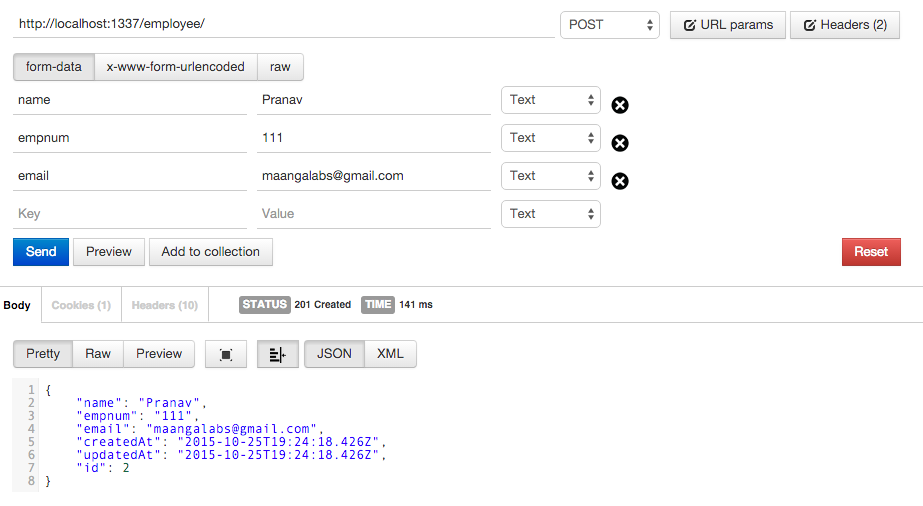 http://localhost:1337/employee/ POST URL params Headers (2)
form-data x-www-form-urlencoded raw
name Pranav Text
empnum 111 Text
email maangalabs@gmail.com Text
Key Value Text
Send Preview Add to collection Reset
Body Cookies (1) Headers (10) STATUS 201 Created TIME 141 ms
Pretty Raw Preview JSON XML
1 {
2 "name": "Pranav",
3 "empnum": "111",
4 "email": "maangalabs@gmail.com",
5 "createdAt": "2015-10-25T19:24:18.426Z",
6 "updatedAt": "2015-10-25T19:24:18.426Z",
7 "id": 2
8 }